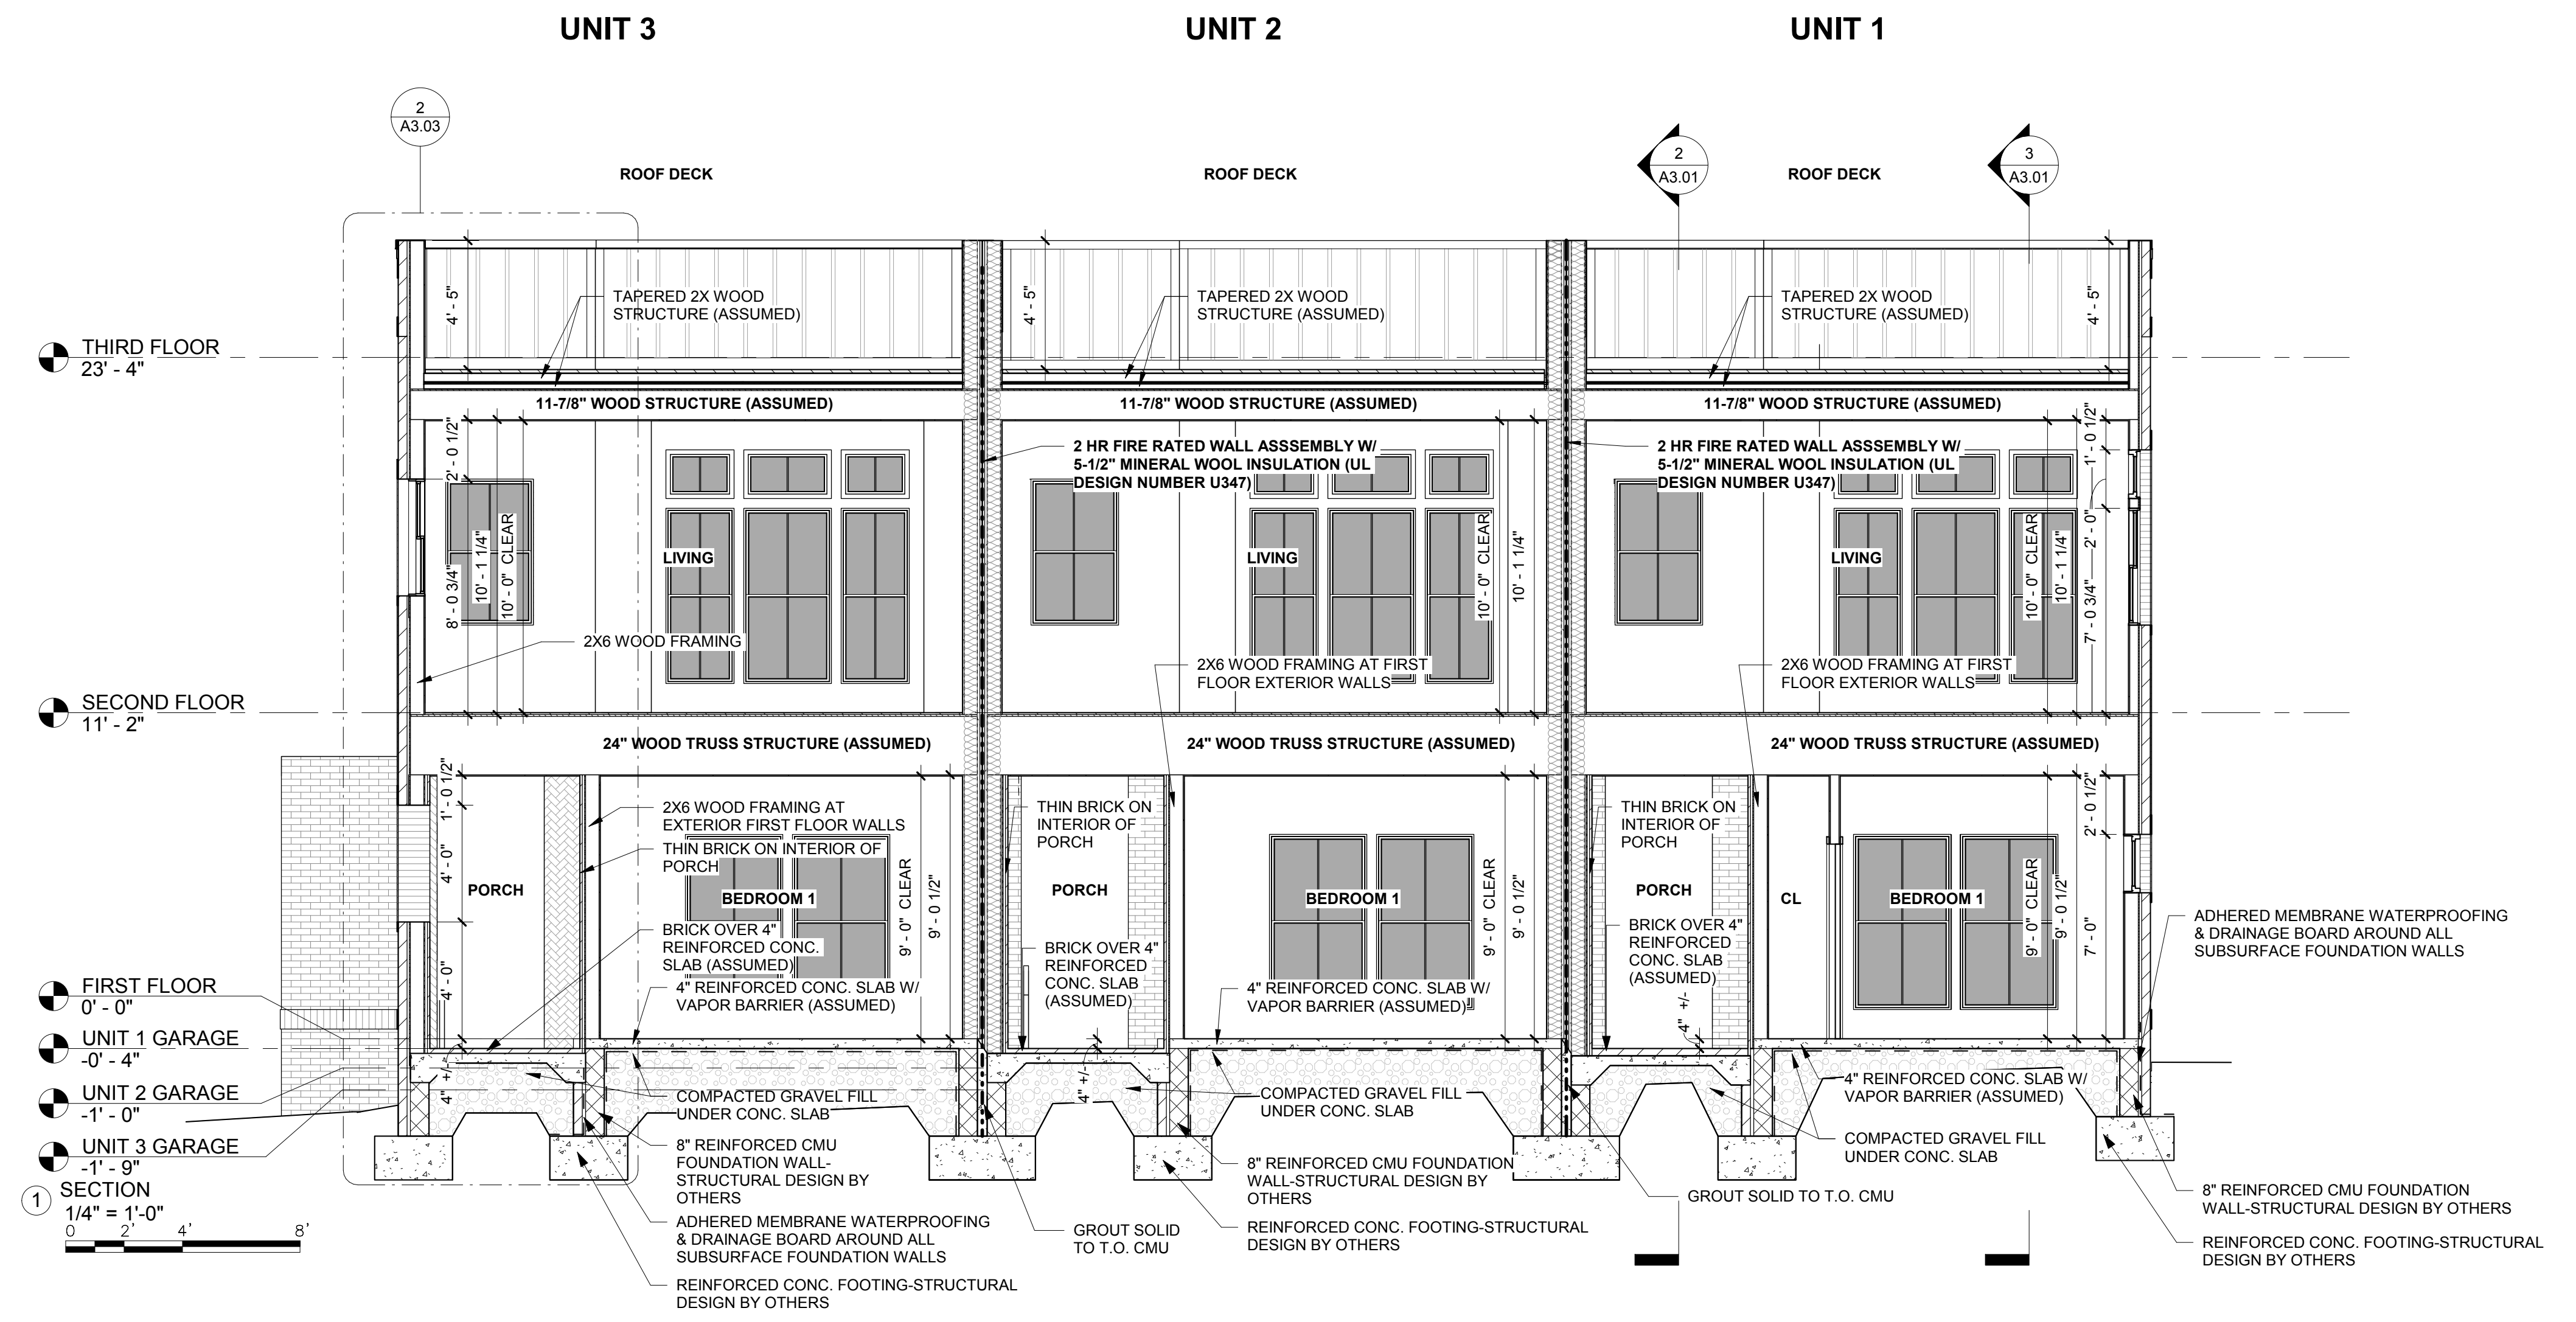 UNIT 3
UNIT 2
UNIT 1
2
A3.03
2
A3.01
3
A3.01
ROOF DECK
ROOF DECK
ROOF DECK
4' - 5"
TAPERED 2X WOOD
STRUCTURE (ASSUMED)
4' - 5"
TAPERED 2X WOOD
STRUCTURE (ASSUMED)
TAPERED 2X WOOD
STRUCTURE (ASSUMED)
4' - 5"
THIRD FLOOR
23' - 4"
11-7/8" WOOD STRUCTURE (ASSUMED)
11-7/8" WOOD STRUCTURE (ASSUMED)
11-7/8" WOOD STRUCTURE (ASSUMED)
2' - 0 1/2"
8' - 0 3/4"
10' - 1 1/4"
10' - 0" CLEAR
LIVING
2X6 WOOD FRAMING
2 HR FIRE RATED WALL ASSSEMBLY W/
5-1/2" MINERAL WOOL INSULATION (UL
DESIGN NUMBER U347)
LIVING
10' - 0" CLEAR
10' - 1 1/4"
2X6 WOOD FRAMING AT FIRST
FLOOR EXTERIOR WALLS
2 HR FIRE RATED WALL ASSSEMBLY W/
5-1/2" MINERAL WOOL INSULATION (UL
DESIGN NUMBER U347)
LIVING
10' - 0" CLEAR
10' - 1 1/4"
1' - 0 1/2"
2' - 0"
7' - 0 3/4"
2X6 WOOD FRAMING AT FIRST
FLOOR EXTERIOR WALLS
SECOND FLOOR
11' - 2"
24" WOOD TRUSS STRUCTURE (ASSUMED)
24" WOOD TRUSS STRUCTURE (ASSUMED)
24" WOOD TRUSS STRUCTURE (ASSUMED)
1' - 0 1/2"
4' - 0"
4' - 0"
PORCH
2X6 WOOD FRAMING AT
EXTERIOR FIRST FLOOR WALLS
THIN BRICK ON INTERIOR OF
PORCH
BEDROOM 1
BRICK OVER 4"
REINFORCED CONC.
SLAB (ASSUMED)
4" REINFORCED CONC. SLAB W/
VAPOR BARRIER (ASSUMED)
9' - 0" CLEAR
9' - 0 1/2"
THIN BRICK ON
INTERIOR OF
PORCH
PORCH
BRICK OVER 4"
REINFORCED
CONC. SLAB
(ASSUMED)
BEDROOM 1
9' - 0" CLEAR
9' - 0 1/2"
4" REINFORCED CONC. SLAB W/
VAPOR BARRIER (ASSUMED)
THIN BRICK ON
INTERIOR OF
PORCH
PORCH
BRICK OVER 4"
REINFORCED
CONC. SLAB
(ASSUMED)
4" +/-
CL
BEDROOM 1
9' - 0" CLEAR
9' - 0 1/2"
2' - 0 1/2"
7' - 0"
ADHERED MEMBRANE WATERPROOFING
& DRAINAGE BOARD AROUND ALL
SUBSURFACE FOUNDATION WALLS
FIRST FLOOR
0' - 0"
UNIT 1 GARAGE
-0' - 4"
UNIT 2 GARAGE
-1' - 0"
UNIT 3 GARAGE
-1' - 9"
4" +/-
COMPACTED GRAVEL FILL
UNDER CONC. SLAB
4" +/-
COMPACTED GRAVEL FILL
UNDER CONC. SLAB
4" REINFORCED CONC. SLAB W/
VAPOR BARRIER (ASSUMED)
COMPACTED GRAVEL FILL
UNDER CONC. SLAB
8" REINFORCED CMU
FOUNDATION WALL-
STRUCTURAL DESIGN BY
OTHERS
ADHERED MEMBRANE WATERPROOFING
& DRAINAGE BOARD AROUND ALL
SUBSURFACE FOUNDATION WALLS
REINFORCED CONC. FOOTING-STRUCTURAL
DESIGN BY OTHERS
GROUT SOLID
TO T.O. CMU
8" REINFORCED CMU FOUNDATION
WALL-STRUCTURAL DESIGN BY
OTHERS
REINFORCED CONC. FOOTING-STRUCTURAL
DESIGN BY OTHERS
GROUT SOLID TO T.O. CMU
8" REINFORCED CMU FOUNDATION
WALL-STRUCTURAL DESIGN BY OTHERS
REINFORCED CONC. FOOTING-STRUCTURAL
DESIGN BY OTHERS
1
SECTION
1/4" = 1'-0"
0 2' 4' 8'